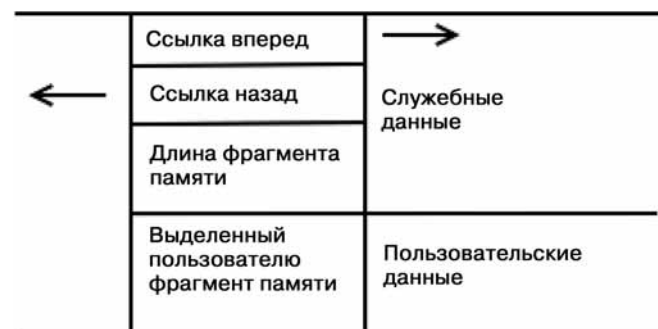 Ссылка вперед
Ссылка назад
Служебные
данные
Длина фрагмента
памяти
Выделенный
пользователю
фрагмент памяти
Пользовательские
данные